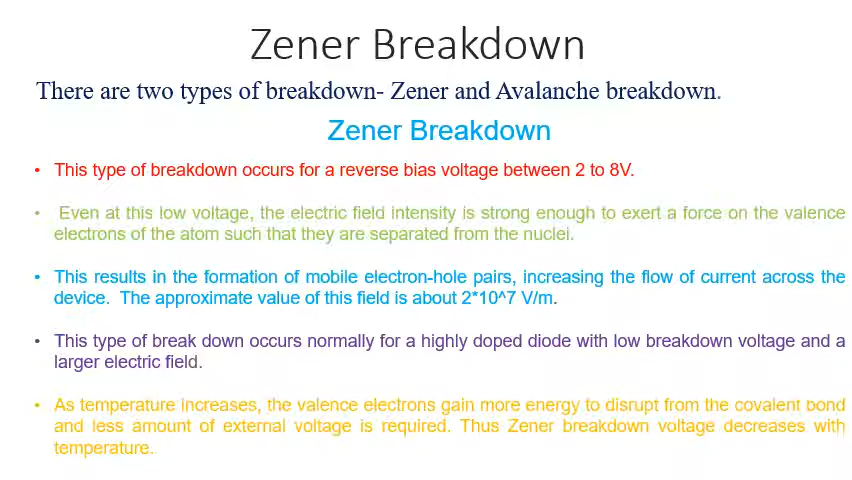 Zener Breakdown
There are two types of breakdown- Zener and Avalanche breakdown.
Zener Breakdown
• This type of breakdown occurs for a reverse bias voltage between 2 to 8V.
• Even at this low voltage, the electric field intensity is strong enough to exert a force on the valence
electrons of the atom such that they are separated from the nuclei.
• This results in the formation of mobile electron-hole pairs, increasing the flow of current across the
device. The approximate value of this field is about 2*10^7 V/m.
• This type of break down occurs normally for a highly doped diode with low breakdown voltage and a
larger electric field.
• As temperature increases, the valence electrons gain more energy to disrupt from the covalent bond
and less amount of external voltage is required. Thus Zener breakdown voltage decreases with
temperature.